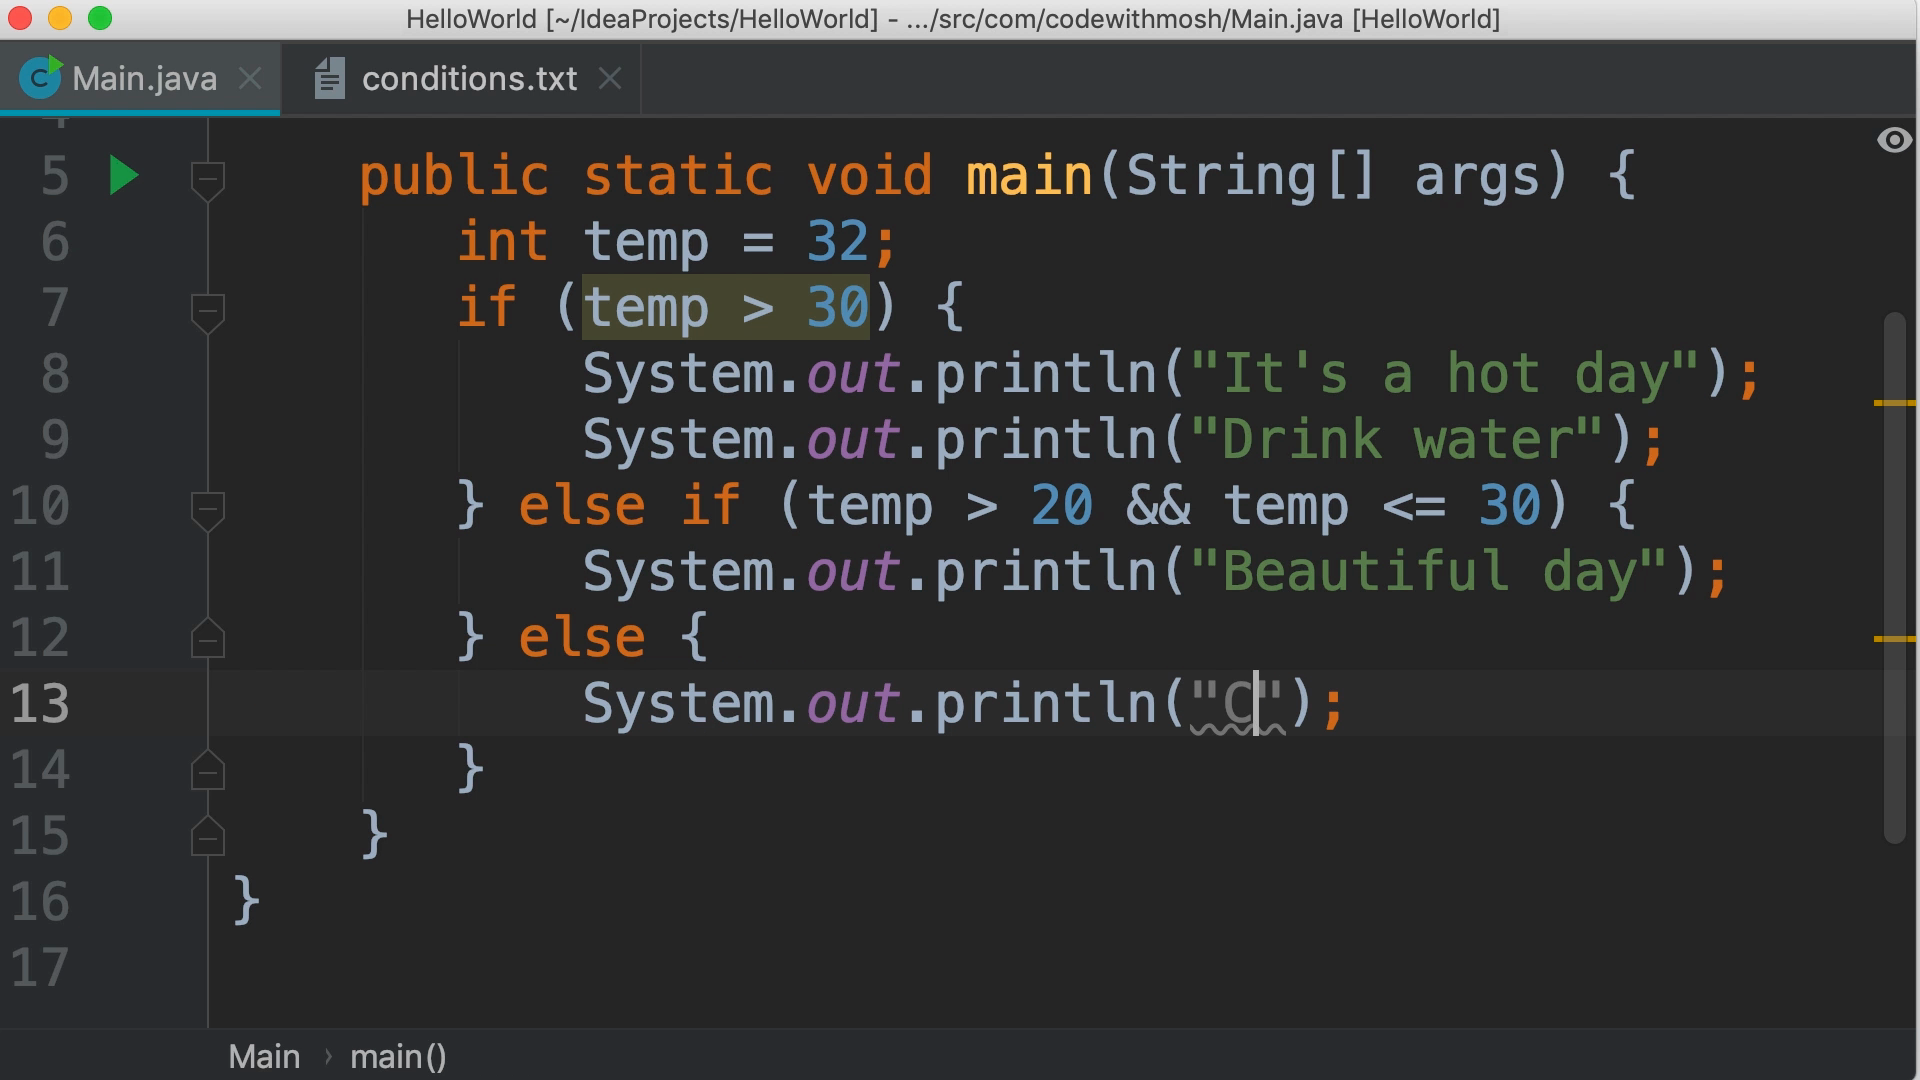 HelloWorld [~/IdeaProjects/HelloWorld] - .../src/com/codewithmosh/Main.java [HelloWorld]
Main.java conditions.txt
5 public static void main(String[] args) {
6 int temp = 32;
7 if (temp > 30) {
8 System.out.println("It's a hot day");
9 System.out.println("Drink water");
10 } else if (temp > 20 && temp <= 30) {
11 System.out.println("Beautiful day");
12 } else {
13 System.out.println("C");
14 }
15 }
16 }
17
Main › main()